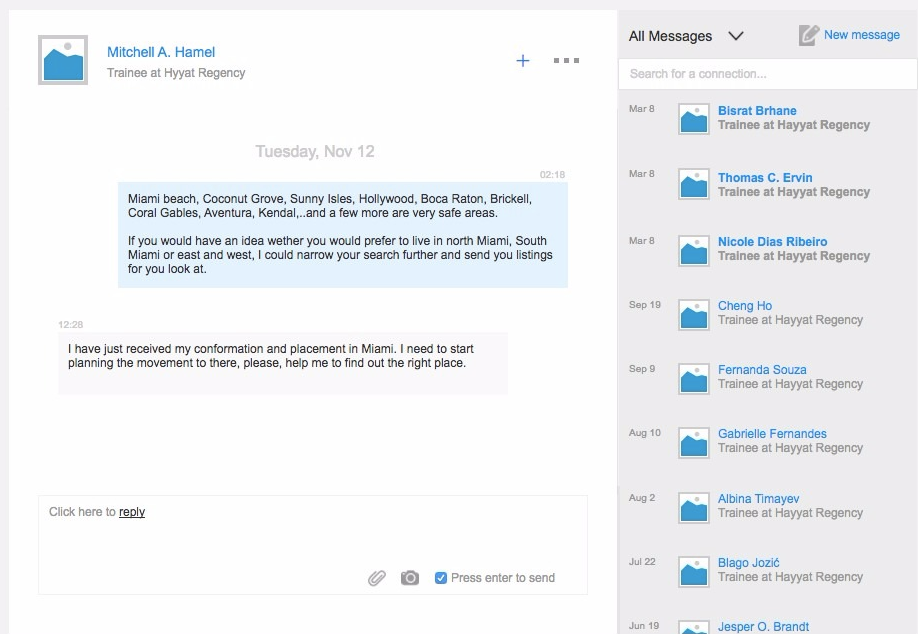 Mitchell A. Hamel
Trainee at Hyyat Regency
Tuesday, Nov 12
02:18
Miami beach, Coconut Grove, Sunny Isles, Hollywood, Boca Raton, Brickell,
Coral Gables, Aventura, Kendal,..and a few more are very safe areas.
If you would have an idea wether you would prefer to live in north Miami, South
Miami or east and west, I could narrow your search further and send you listings
for you look at.
12:28
I have just received my conformation and placement in Miami. I need to start
planning the movement to there, please, help me to find out the right place.
Click here to reply
Press enter to send
All Messages
New message
Search for a connection...
Mar 8
Bisrat Brhane
Trainee at Hayyat Regency
Mar 8
Thomas C. Ervin
Trainee at Hayyat Regency
Mar 8
Nicole Dias Ribeiro
Trainee at Hayyat Regency
Sep 19
Cheng Ho
Trainee at Hayyat Regency
Sep 9
Fernanda Souza
Trainee at Hayyat Regency
Aug 10
Gabrielle Fernandes
Trainee at Hayyat Regency
Aug 2
Albina Timayev
Trainee at Hayyat Regency
Jul 22
Blago Jozić
Trainee at Hayyat Regency
Jun 19
Jesper O. Brandt